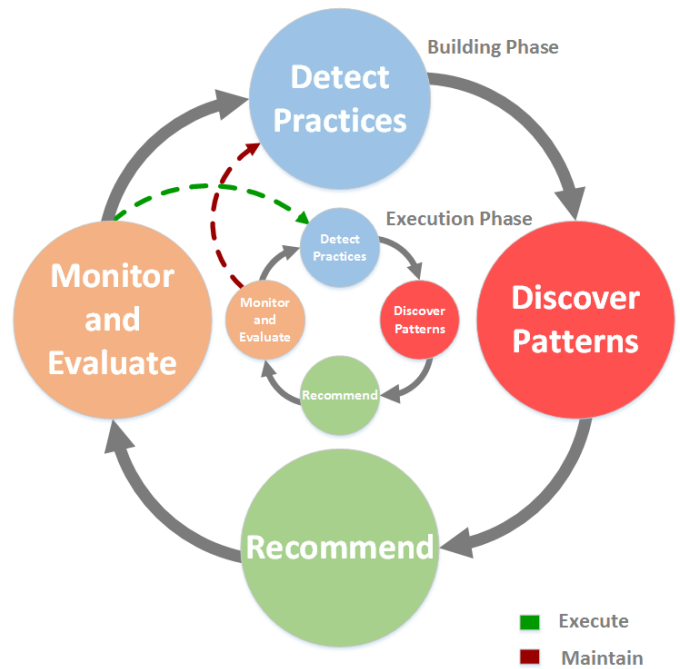 Building Phase
Detect
Practices
Execution Phase
Detect
Practices
Monitor
and
Evaluate
Monitor
and
Evaluate
Discover
Patterns
Discover
Patterns
Recommend
Recommend
Execute
Maintain